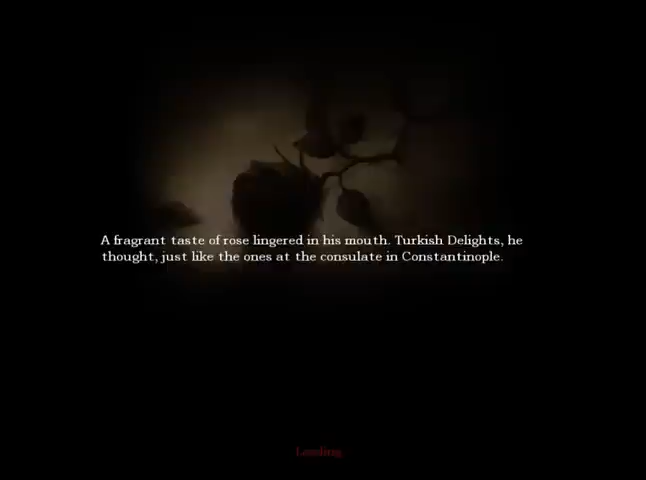 A fragrant taste of rose lingered in his mouth. Turkish Delights, he
thought, just like the ones at the consulate in Constantinople.
Loading